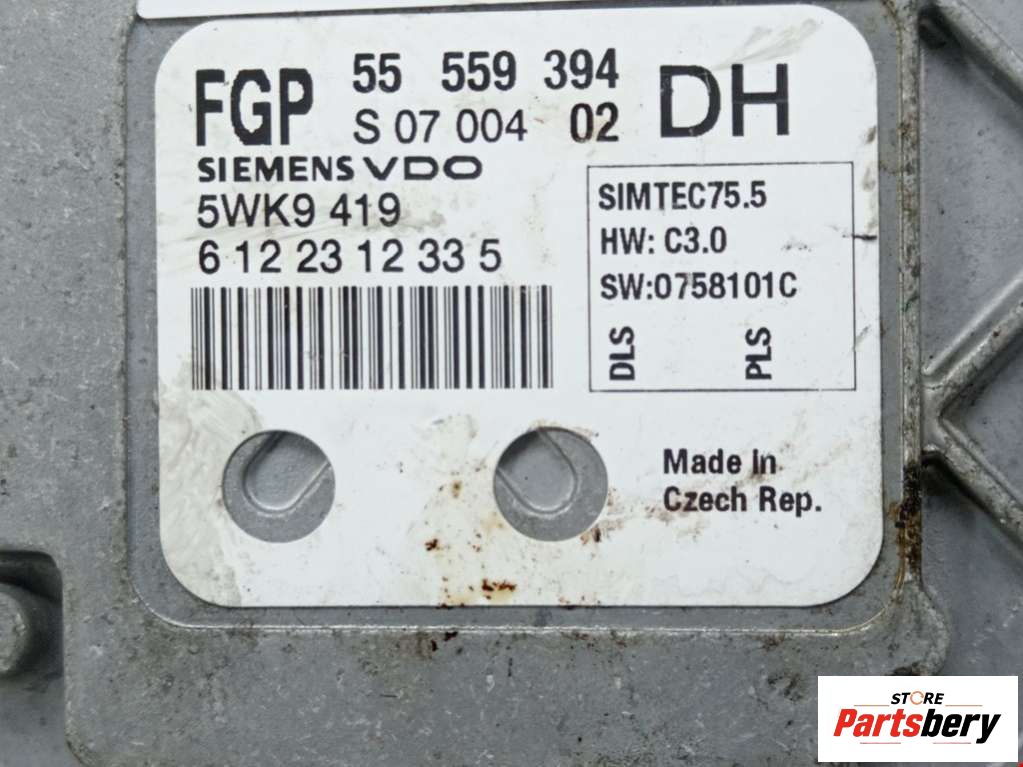 FGP 55 559 394 DH
S 07 004 02
SIEMENS VDO
5WK9 419
6 12 23 12 33 5
SIMTEC75.5
HW: C3.0
SW:0758101C
DLS PLS
Made in
Czech Rep.
STORE
Partsbery